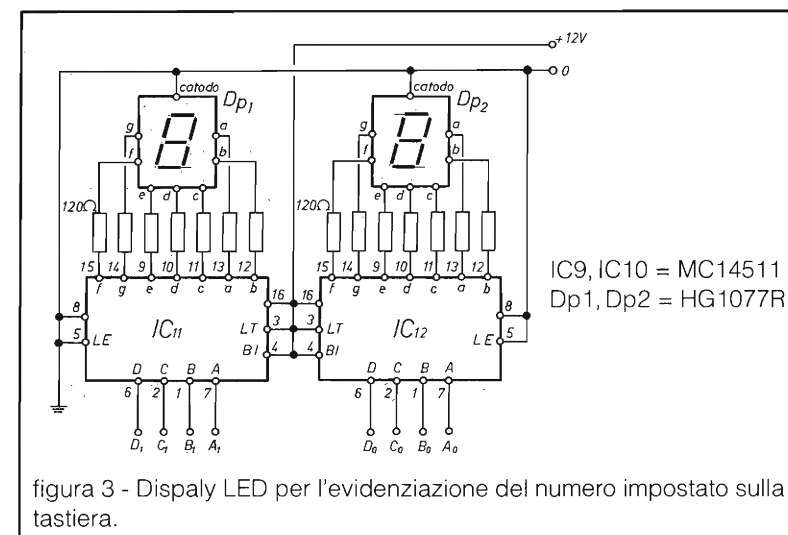 +12V
0
catodo
Dp1
catodo
Dp2
g
a
f
b
e
d
c
g
a
f
b
e
d
c
120Ω
120Ω
15
14
9
10
11
13
12
15
14
9
10
11
13
12
f
g
e
d
c
a
b
f
g
e
d
c
a
b
8
16
16
8
IC11
LT
3
3
LT
IC12
5
LE
BI
4
4
BI
LE
5
D
C
B
A
D
C
B
A
6
2
1
7
6
2
1
7
D1
C1
B1
A1
D0
C0
B0
A0
IC9, IC10 = MC14511
Dp1, Dp2 = HG1077R
figura 3 - Dispaly LED per l'evidenziazione del numero impostato sulla
tastiera.